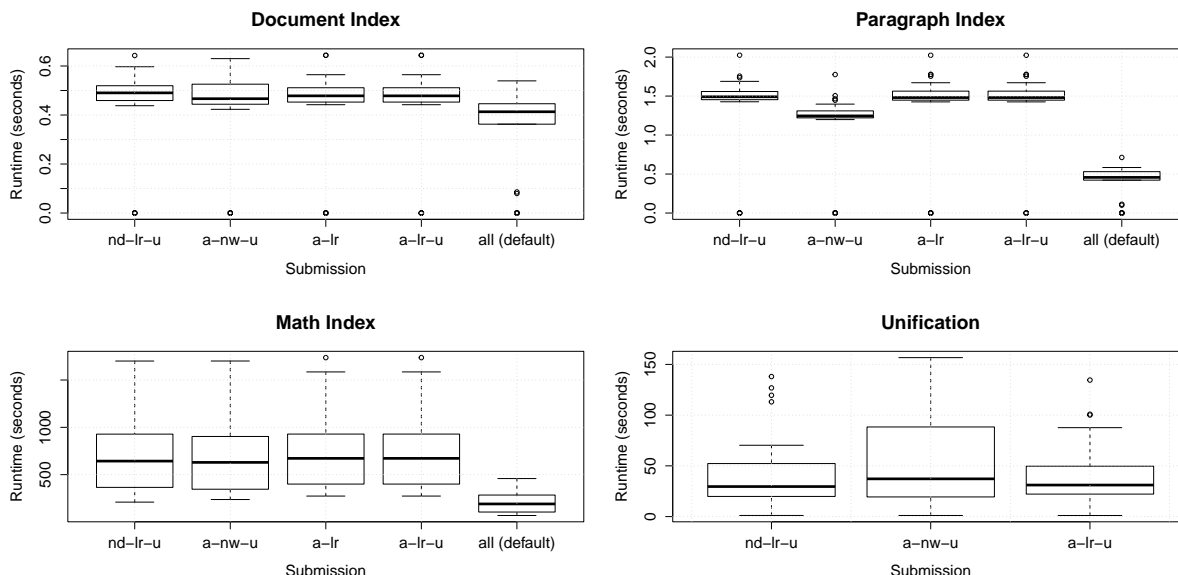 Document Index
Runtime (seconds)
0.0 0.2 0.4 0.6
nd−lr−u a−nw−u a−lr a−lr−u all (default)
Submission
Paragraph Index
Runtime (seconds)
0.0 0.5 1.0 1.5 2.0
nd−lr−u a−nw−u a−lr a−lr−u all (default)
Submission
Math Index
Runtime (seconds)
500 1000
nd−lr−u a−nw−u a−lr a−lr−u all (default)
Submission
Unification
Runtime (seconds)
0 50 100 150
nd−lr−u a−nw−u a−lr−u
Submission